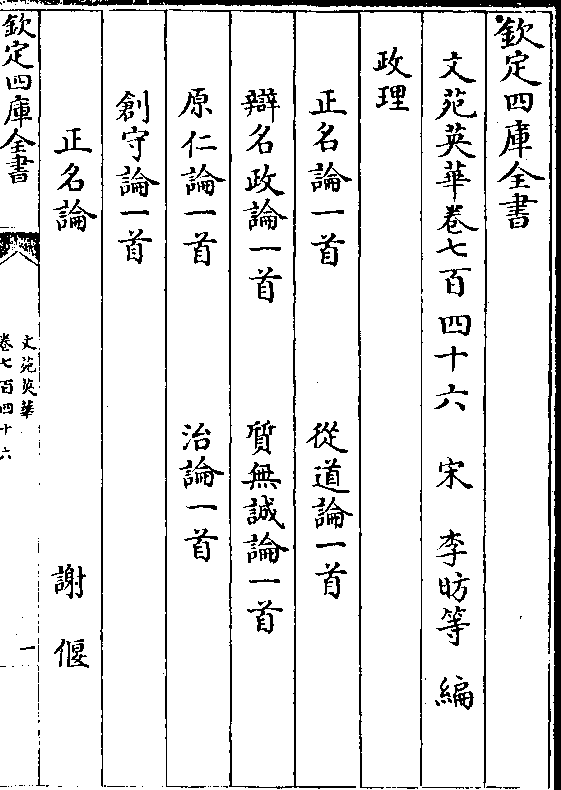 欽定四庫全書
文苑英華卷七百四十六 宋 李昉等 編
政理
正名論一首 從道論一首
辯名政論一首 質無誠論一首
原仁論一首 治論一首
創守論一首
正名論 謝偃
欽定四庫全書
文苑英華
卷七百四十六
一